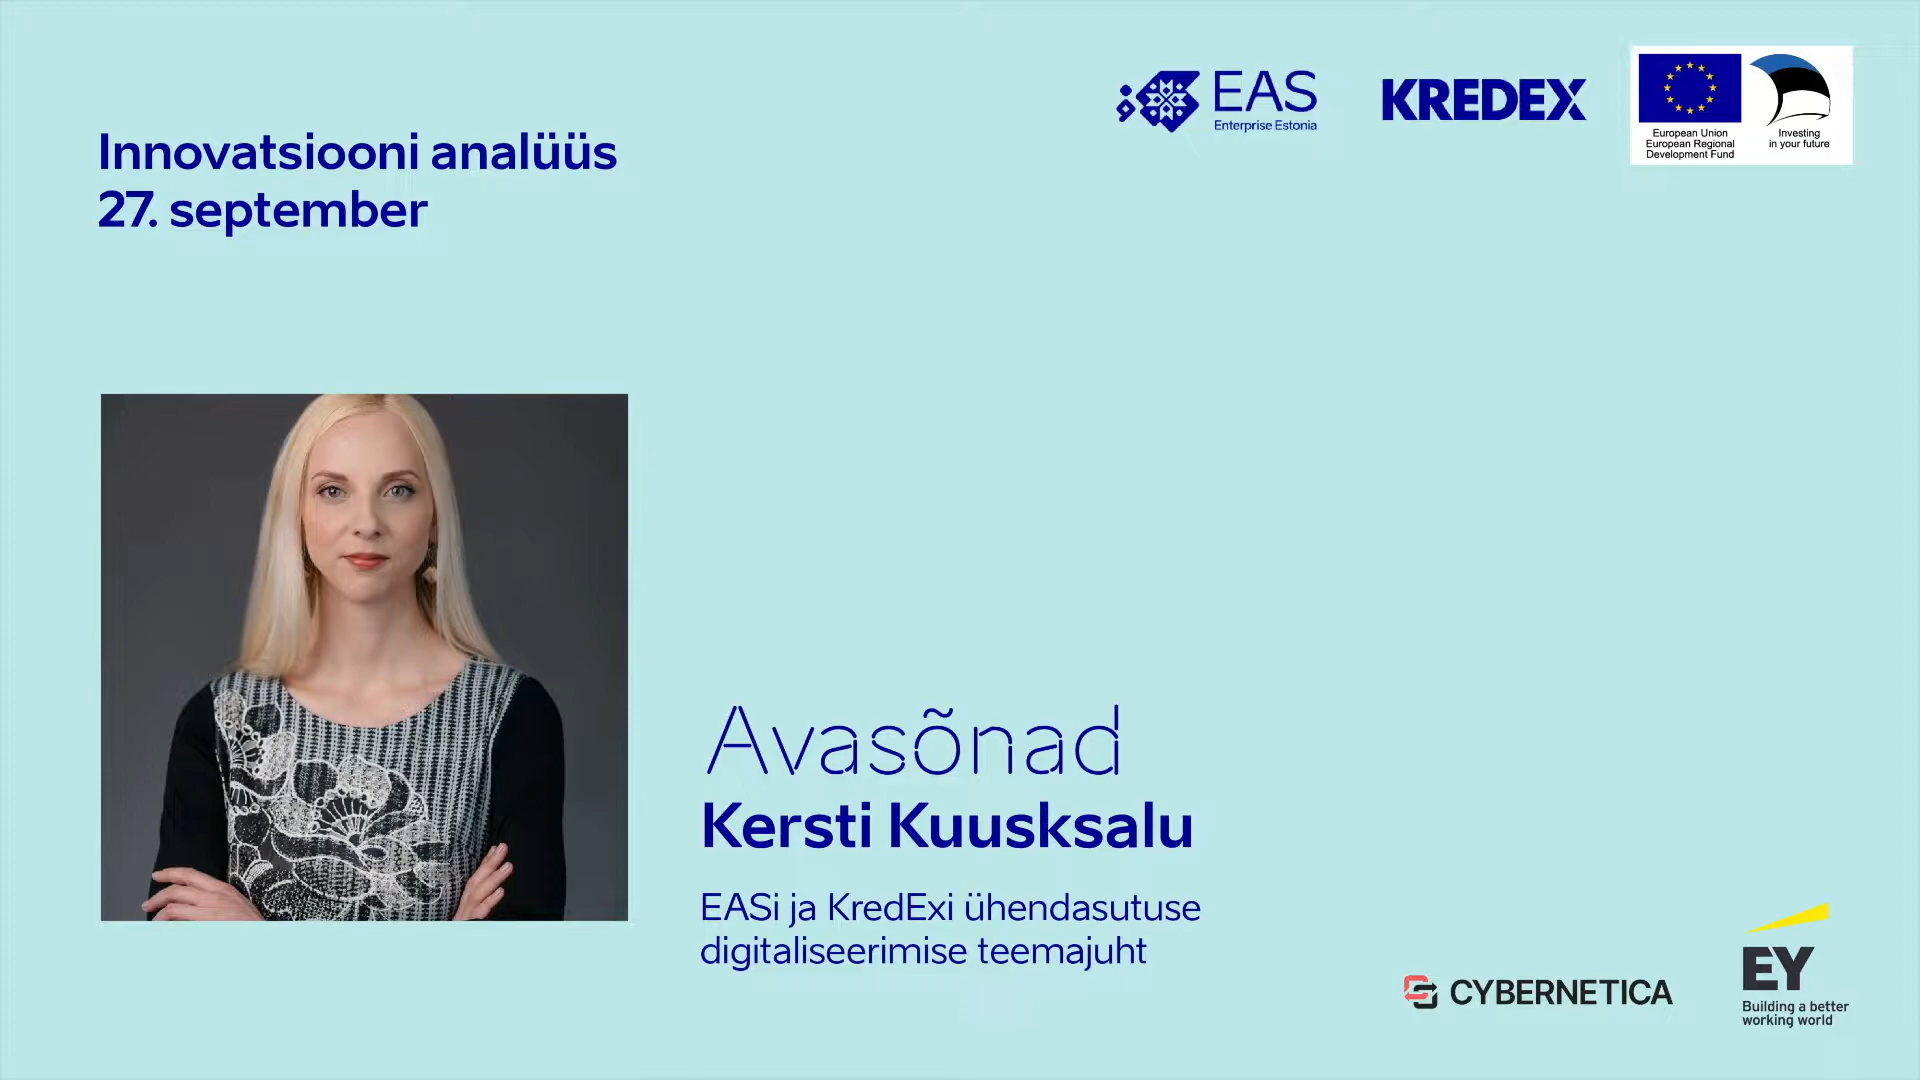 Innovatsiooni analüüs
27. september
EAS
Enterprise Estonia
KREDEX
European Union
European Regional
Development Fund
Investing
in your future
Avasõnad
Kersti Kuusksalu
EASi ja KredExi ühendasutuse
digitaliseerimise teemajuht
CYBERNETICA
EY
Building a better
working world